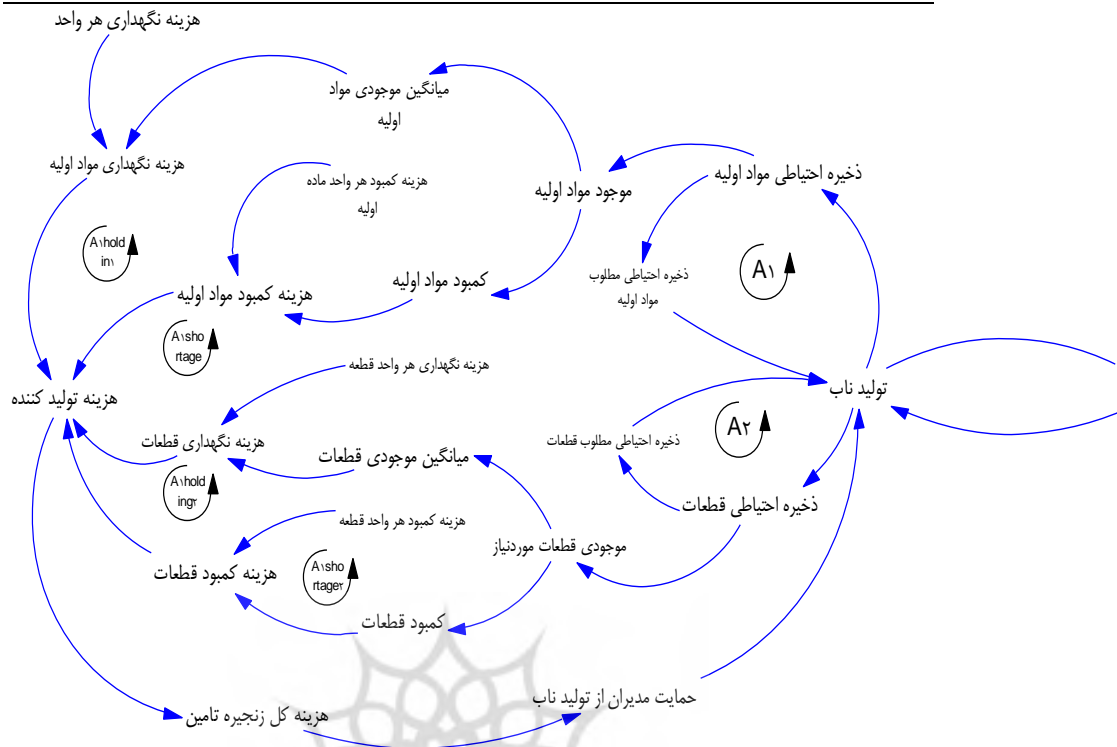 هزینه نگهداری هر واحد
میانگین موجودی مواد
اولیه
هزینه نگهداری مواد اولیه
ذخیره احتیاطی مواد اولیه
هزینه کمبود هر واحد ماده
اولیه
موجود مواد اولیه
A۱hold
in۱
A۱
ذخیره احتیاطی مطلوب
مواد اولیه
کمبود مواد اولیه
هزینه کمبود مواد اولیه
A۱sho
rtage
هزینه نگهداری هر واحد قطعه
تولید ناب
هزینه تولید کننده
A۲
ذخیره احتیاطی مطلوب قطعات
هزینه نگهداری قطعات
میانگین موجودی قطعات
A۱hold
ing۲
ذخیره احتیاطی قطعات
هزینه کمبود هر واحد قطعه
موجودی قطعات موردنیاز
هزینه کمبود قطعات
A۱sho
rtage۲
کمبود قطعات
حمایت مدیران از تولید ناب
هزینه کل زنجیره تامین